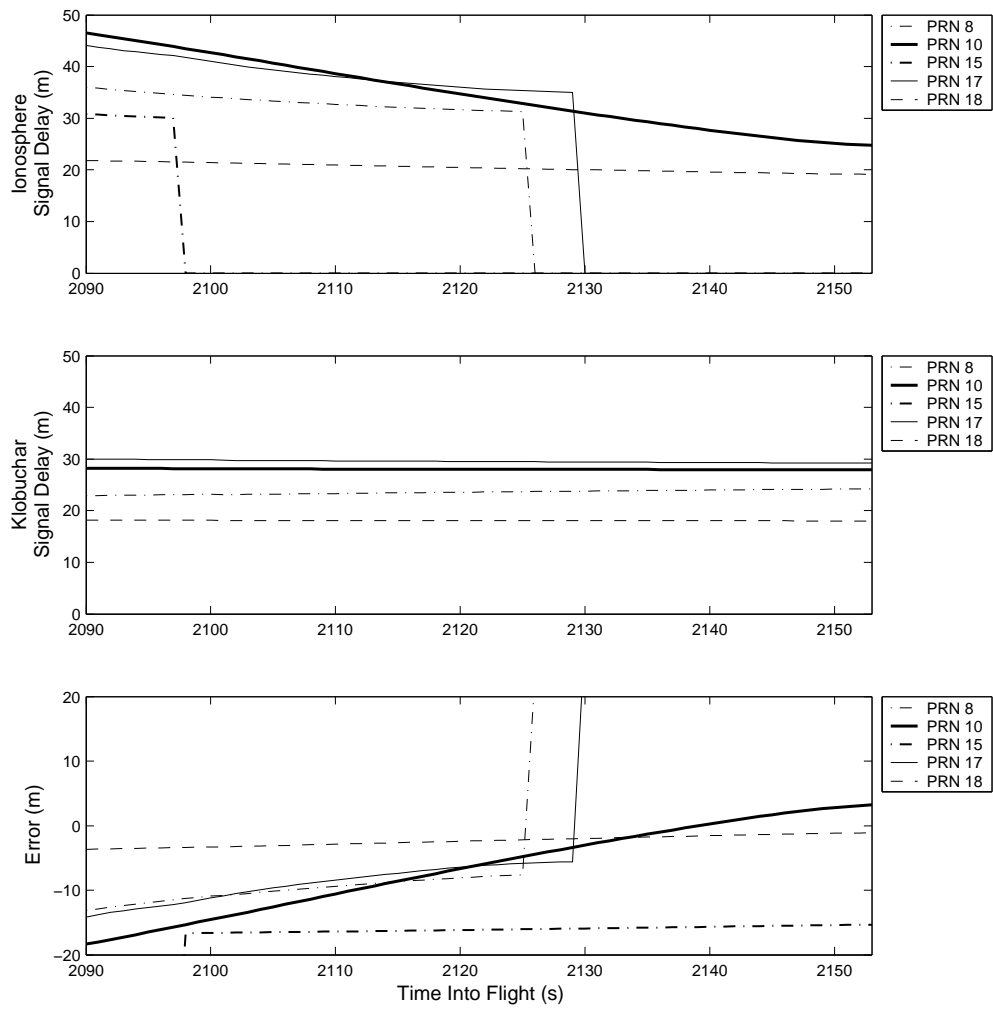 50
40
30
20
10
0
Ionosphere
Signal Delay (m)
2090 2100 2110 2120 2130 2140 2150
PRN 8
PRN 10
PRN 15
PRN 17
PRN 18
50
40
30
20
10
0
Klobuchar
Signal Delay (m)
2090 2100 2110 2120 2130 2140 2150
PRN 8
PRN 10
PRN 15
PRN 17
PRN 18
20
10
0
−10
−20
Error (m)
2090 2100 2110 2120 2130 2140 2150
Time Into Flight (s)
PRN 8
PRN 10
PRN 15
PRN 17
PRN 18